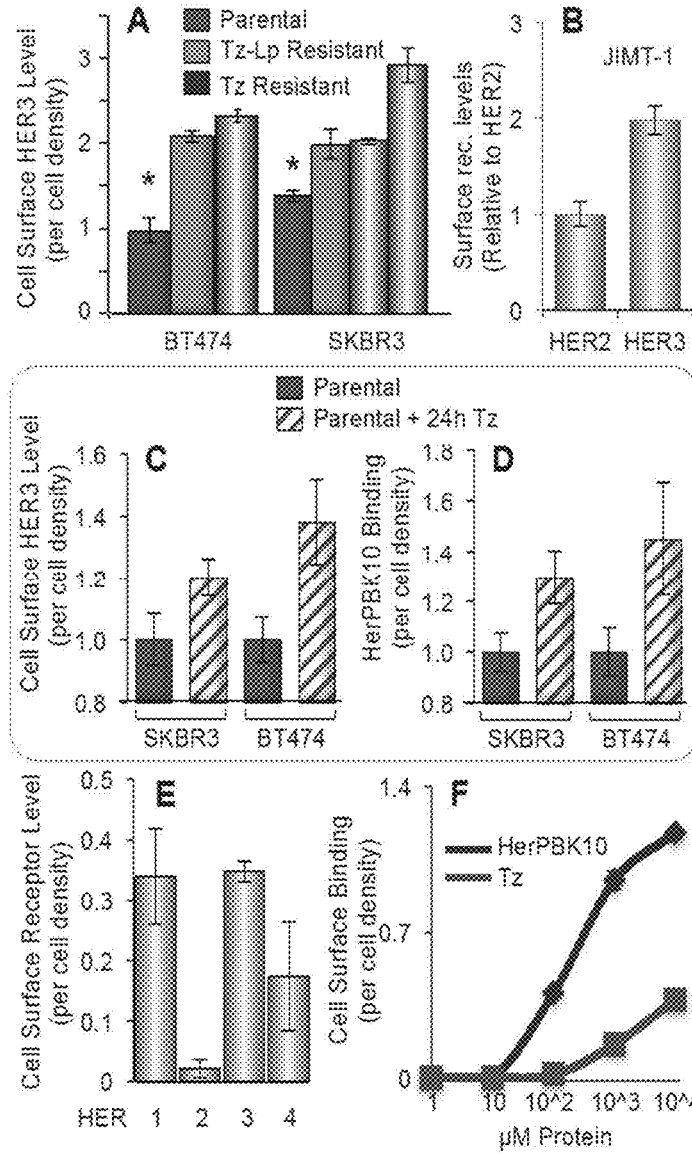 A
Parental
Tz-Lp Resistant
Tz Resistant
Cell Surface HER3 Level
(per cell density)
3
2
1
0
*
*
BT474
SKBR3
B
JIMT-1
Surface rec. levels
(Relative to HER2)
3
2
1
0
HER2
HER3
Parental
Parental + 24h Tz
C
Cell Surface HER3 Level
(per cell density)
1.6
1.4
1.2
1.0
0.8
SKBR3
BT474
D
HerPBK10 Binding
(per cell density)
1.8
1.6
1.4
1.2
1.0
0.8
SKBR3
BT474
E
Cell Surface Receptor Level
(per cell density)
0.5
0.4
0.3
0.2
0.1
0
HER 1 2 3 4
F
HerPBK10
Tz
Cell Surface Binding
(per cell density)
1.4
0.7
0
1 10 10^2 10^3 10^4
µM Protein